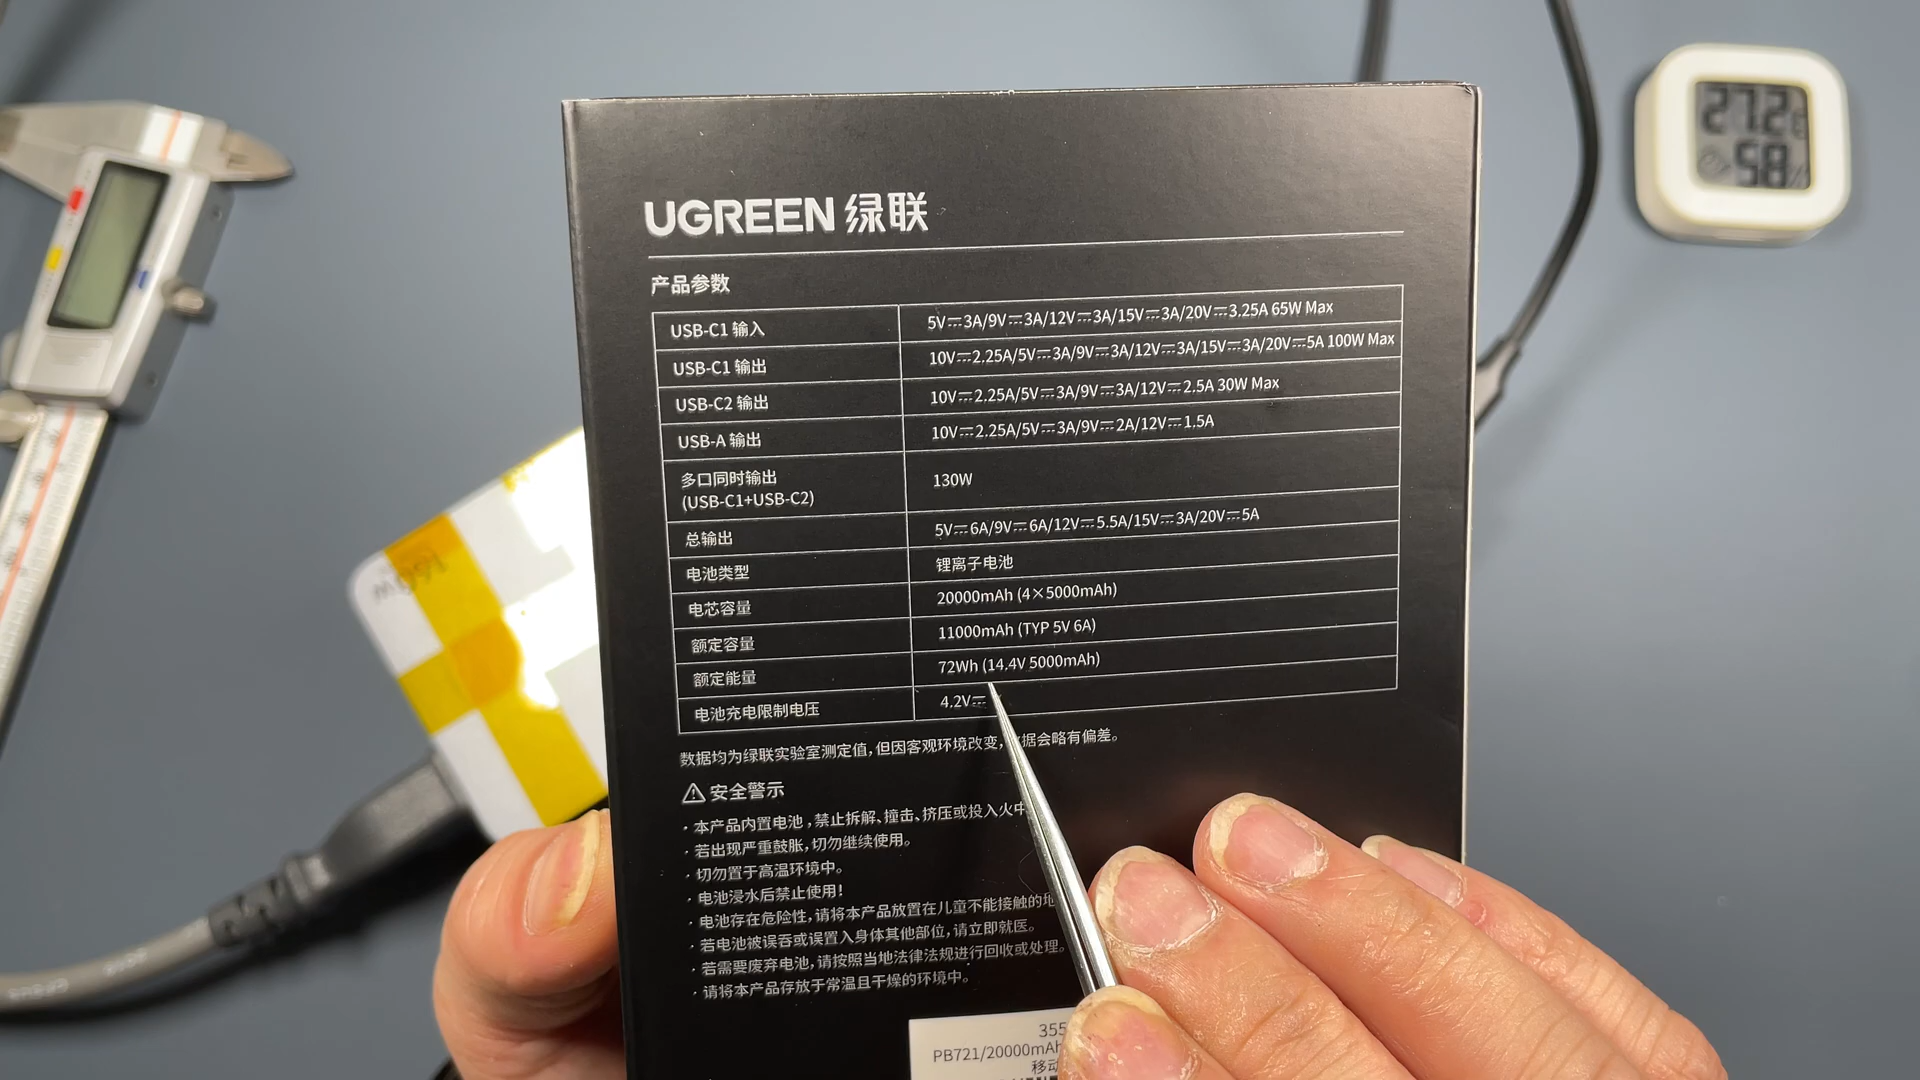 UGREEN 绿联
产品参数
USB-C1 输入 5V⎓3A/9V⎓3A/12V⎓3A/15V⎓3A/20V⎓3.25A 65W Max
USB-C1 输出 10V⎓2.25A/5V⎓3A/9V⎓3A/12V⎓3A/15V⎓3A/20V⎓5A 100W Max
USB-C2 输出 10V⎓2.25A/5V⎓3A/9V⎓3A/12V⎓2.5A 30W Max
USB-A 输出 10V⎓2.25A/5V⎓3A/9V⎓2A/12V⎓1.5A
多口同时输出
(USB-C1+USB-C2) 130W
总输出 5V⎓6A/9V⎓6A/12V⎓5.5A/15V⎓3A/20V⎓5A
电池类型 锂离子电池
电芯容量 20000mAh (4×5000mAh)
额定容量 11000mAh (TYP 5V 6A)
额定能量 72Wh (14.4V 5000mAh)
电池充电限制电压 4.2V⎓
数据均为绿联实验室测定值,但因客观环境改变,据会略有偏差。
⚠ 安全警示
· 本产品内置电池,禁止拆解、撞击、挤压或投入火中
· 若出现严重鼓胀,切勿继续使用。
· 切勿置于高温环境中。
· 电池浸水后禁止使用!
· 电池存在危险性,请将本产品放置在儿童不能接触的地
· 若电池被误吞或误置入身体其他部位,请立即就医。
· 若需要废弃电池,请按照当地法律法规进行回收或处理。
· 请将本产品存放于常温且干燥的环境中。
355
PB721/20000mAh
移动
27.2
58